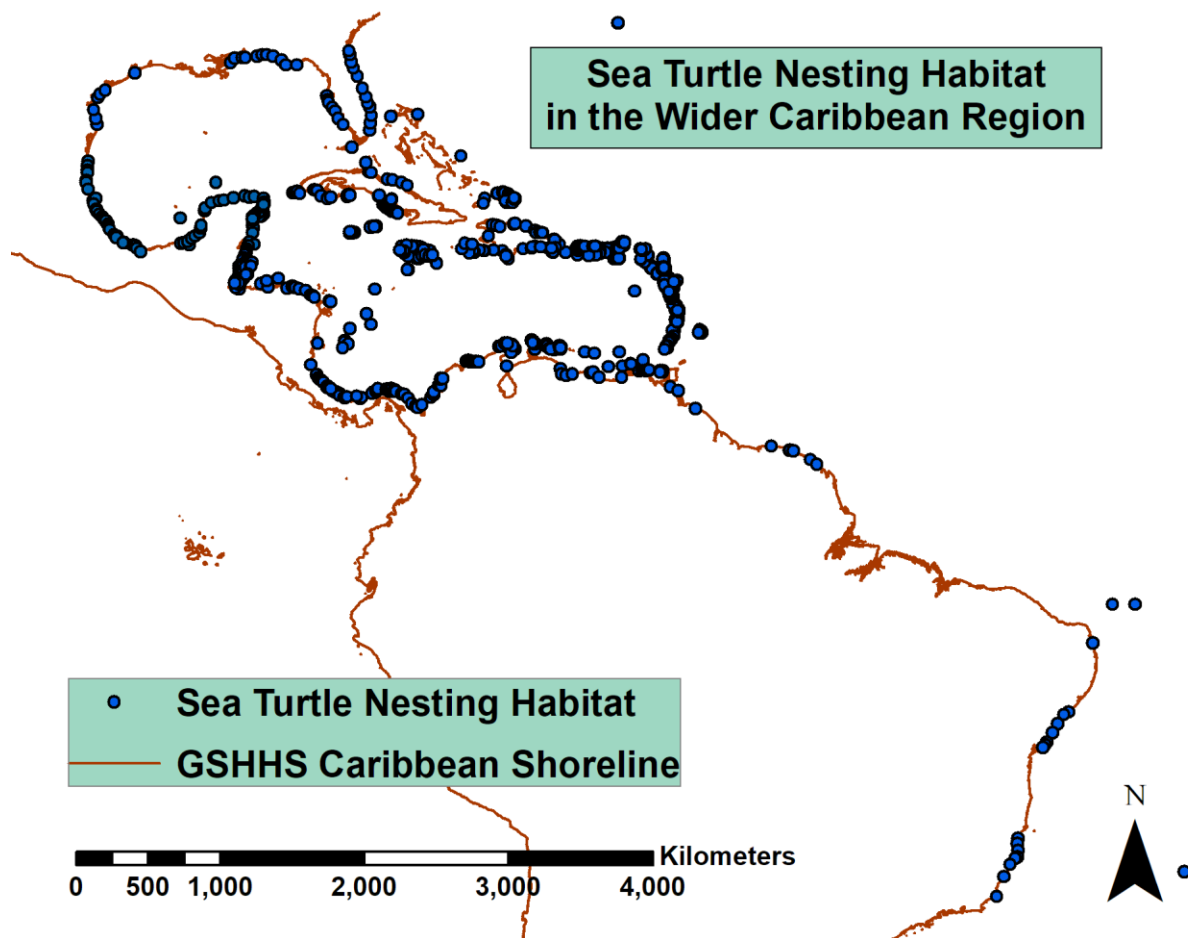 Sea Turtle Nesting Habitat
in the Wider Caribbean Region
Sea Turtle Nesting Habitat
GSHHS Caribbean Shoreline
N
Kilometers
0 500 1,000 2,000 3,000 4,000